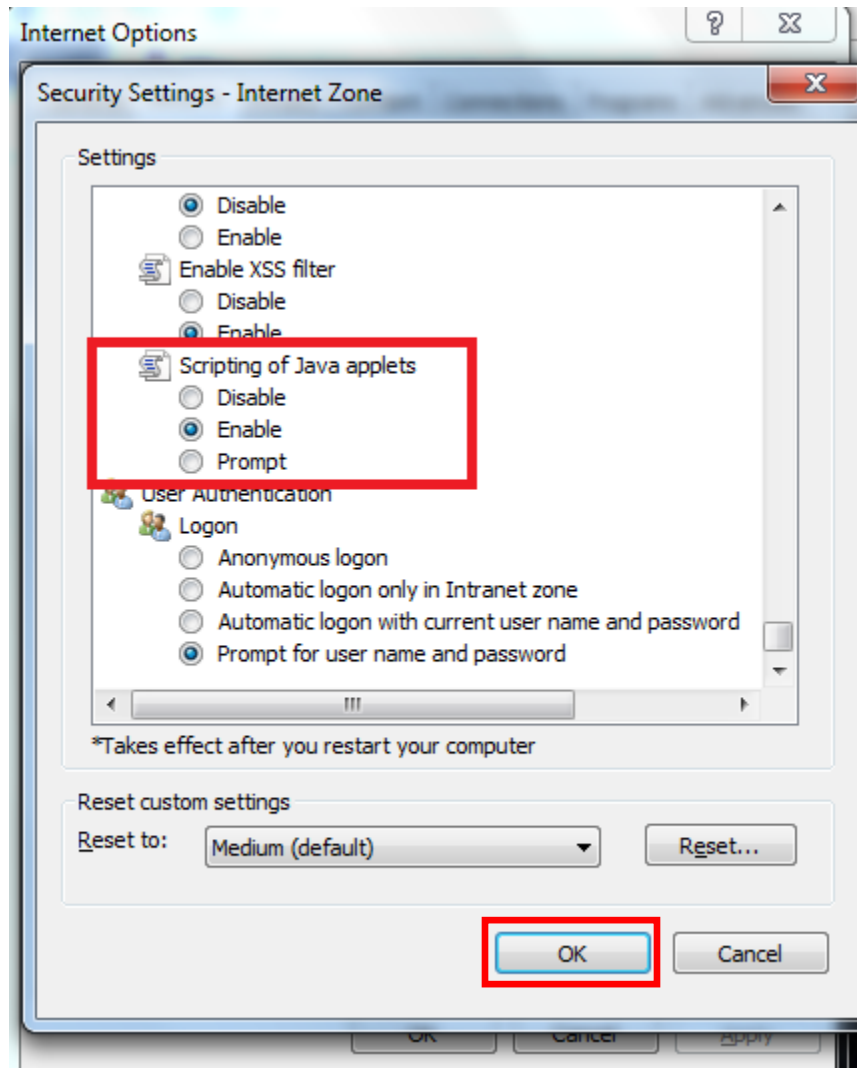 Internet Options
Security Settings - Internet Zone
Settings
Disable
Enable
Enable XSS filter
Disable
Enable
Scripting of Java applets
Disable
Enable
Prompt
User Authentication
Logon
Anonymous logon
Automatic logon only in Intranet zone
Automatic logon with current user name and password
Prompt for user name and password
*Takes effect after you restart your computer
Reset custom settings
Reset to: Medium (default) Reset...
OK Cancel
OK Cancel Apply